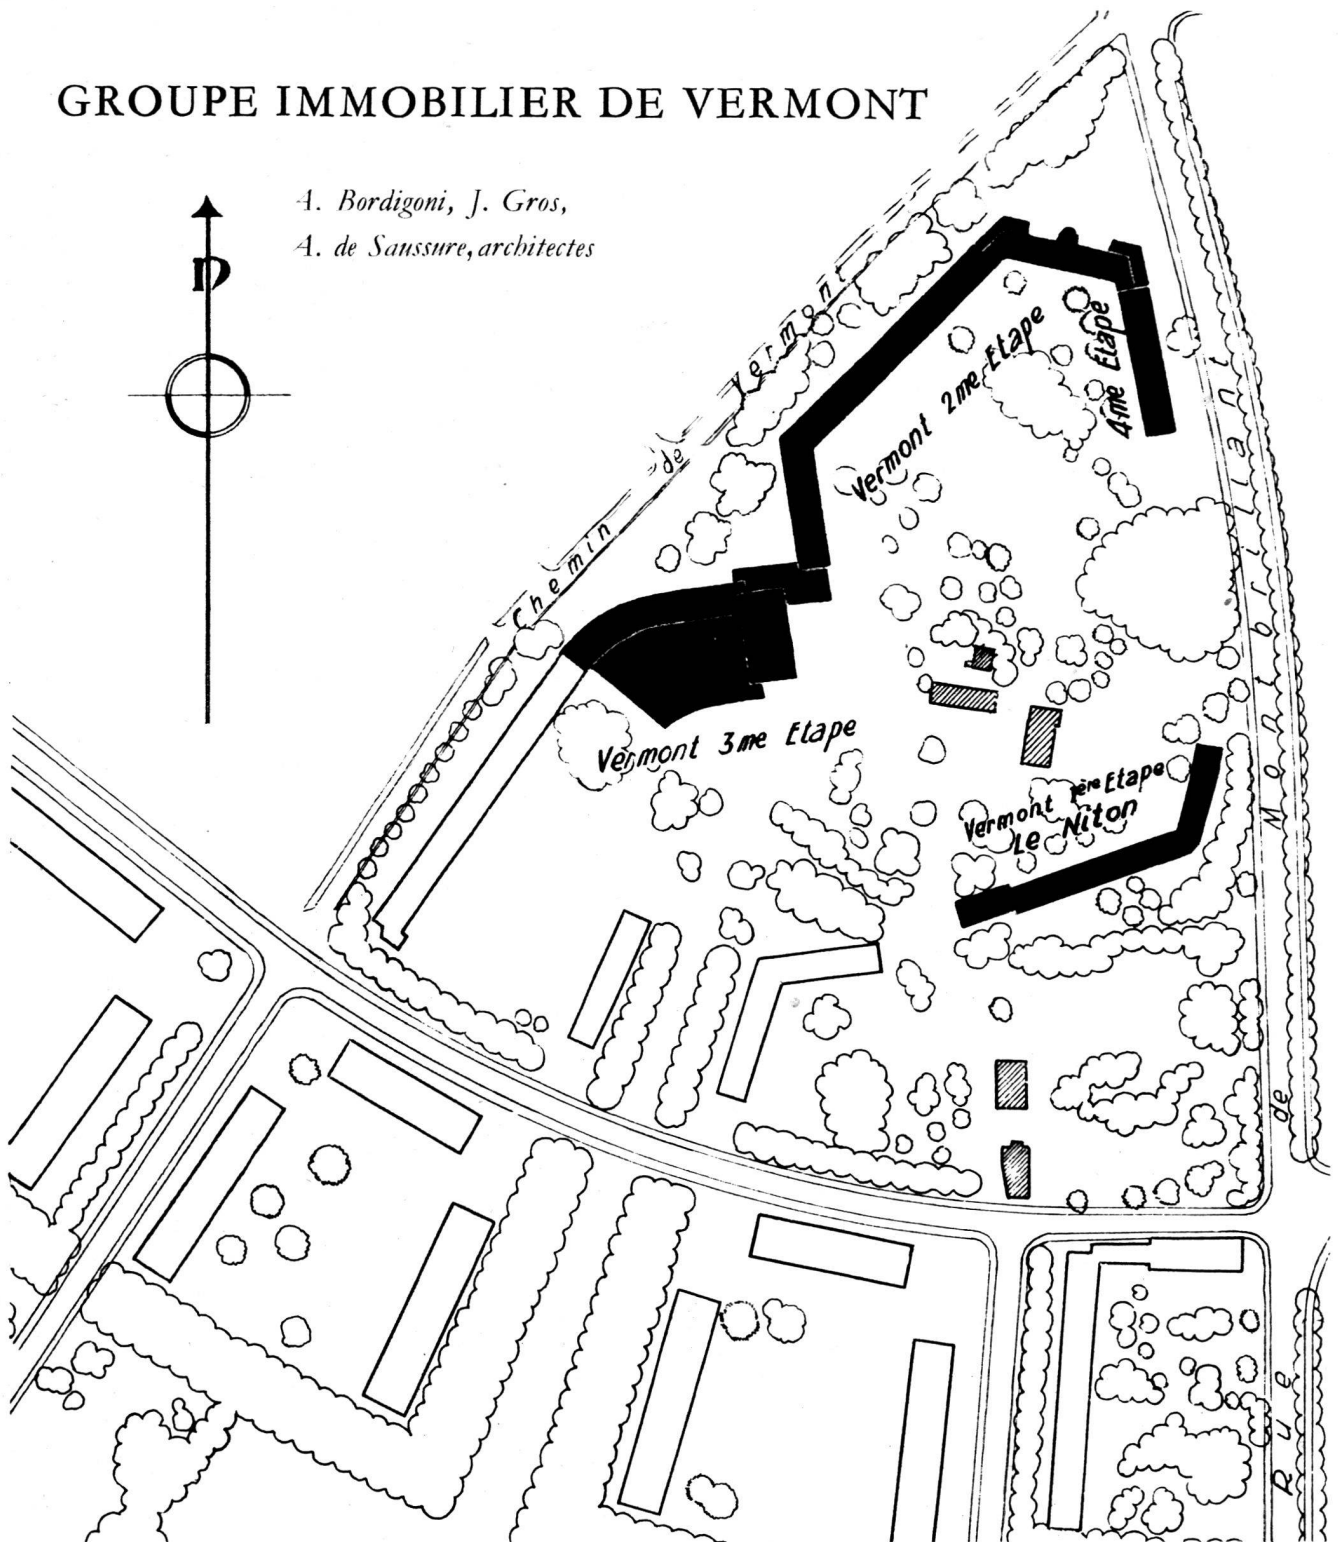 GROUPE IMMOBILIER DE VERMONT
A. Bordigoni, J. Gros,
A. de Saussure, architectes
n
Chemin de Vermont
Vermont 2me Etape
4me Etape
Vermont 3me Etape
Vermont 1ère Etape
Le Niton
Rue de Montbrillant